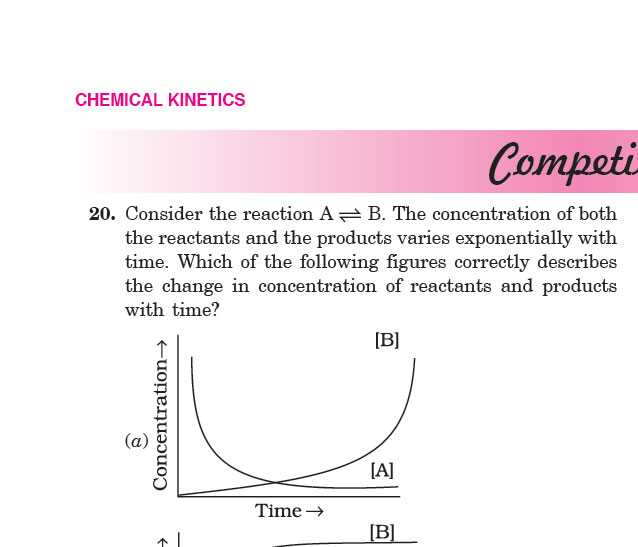 CHEMICAL KINETICS
Competi
20. Consider the reaction A ⇌ B. The concentration of both
the reactants and the products varies exponentially with
time. Which of the following figures correctly describes
the change in concentration of reactants and products
with time?
[B]
(a)
Concentration→
[A]
Time →
[B]